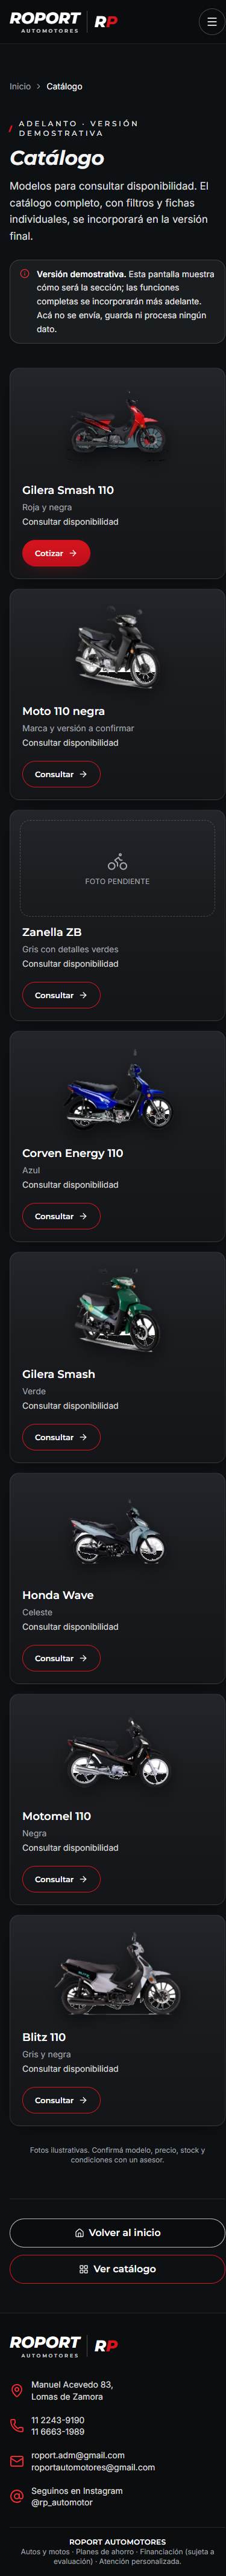 ROPORT
AUTOMOTORES
RP
Inicio > Catálogo
ADELANTO · VERSIÓN
DEMOSTRATIVA
Catálogo
Modelos para consultar disponibilidad. El
catálogo completo, con filtros y fichas
individuales, se incorporará en la versión
final.
Versión demostrativa. Esta pantalla muestra
cómo será la sección; las funciones
completas se incorporarán más adelante.
Acá no se envía, guarda ni procesa ningún
dato.
Gilera Smash 110
Roja y negra
Consultar disponibilidad
Cotizar →
Moto 110 negra
Marca y versión a confirmar
Consultar disponibilidad
Consultar →
FOTO PENDIENTE
Zanella ZB
Gris con detalles verdes
Consultar disponibilidad
Consultar →
Corven Energy 110
Azul
Consultar disponibilidad
Consultar →
Gilera Smash
Verde
Consultar disponibilidad
Consultar →
Honda Wave
Celeste
Consultar disponibilidad
Consultar →
Motomel 110
Negra
Consultar disponibilidad
Consultar →
Blitz 110
Gris y negra
Consultar disponibilidad
Consultar →
Fotos ilustrativas. Confirmá modelo, precio, stock y
condiciones con un asesor.
Volver al inicio
Ver catálogo
ROPORT
AUTOMOTORES
RP
Manuel Acevedo 83,
Lomas de Zamora
11 2243-9190
11 6663-1989
roport.adm@gmail.com
roportautomotores@gmail.com
Seguinos en Instagram
@rp_automotor
ROPORT AUTOMOTORES
Autos y motos · Planes de ahorro · Financiación (sujeta a
evaluación) · Atención personalizada.